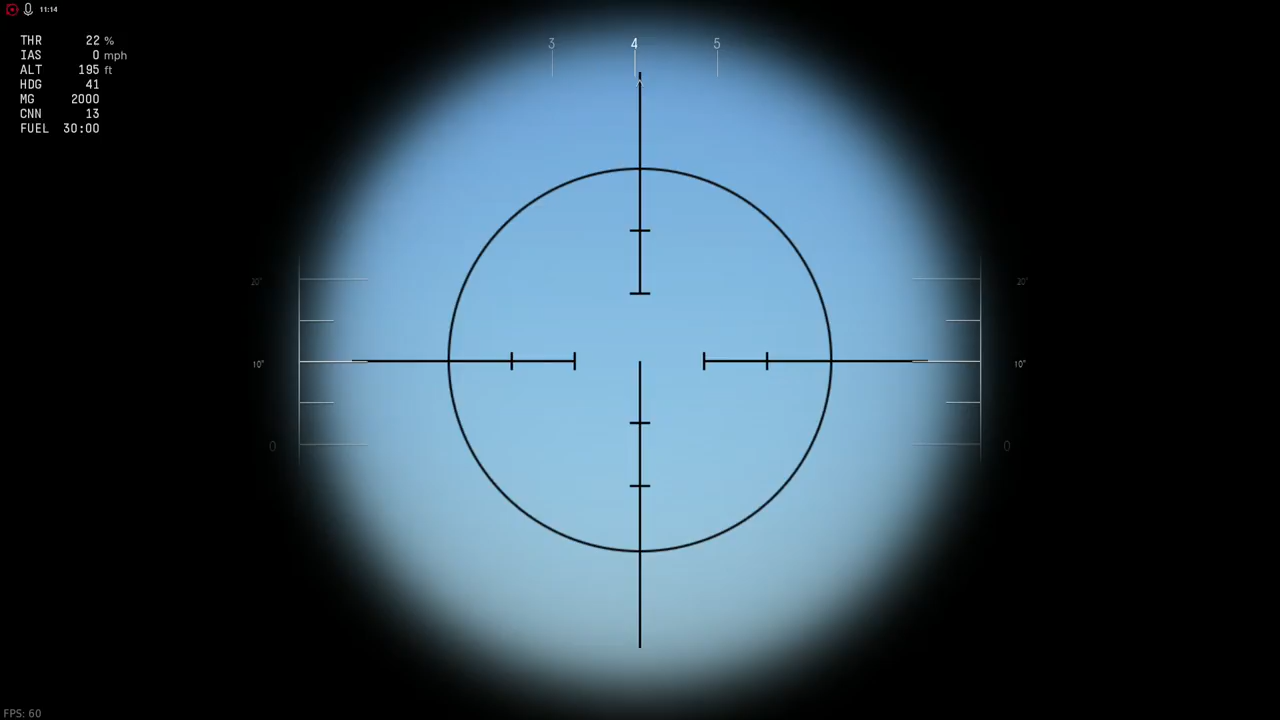 11:14
3 4 5
THR 22 %
IAS 0 mph
ALT 195 ft
HDG 41
MG 2000
CNN 13
FUEL 30:00
20° 20°
10° 10°
0 0
FPS: 60